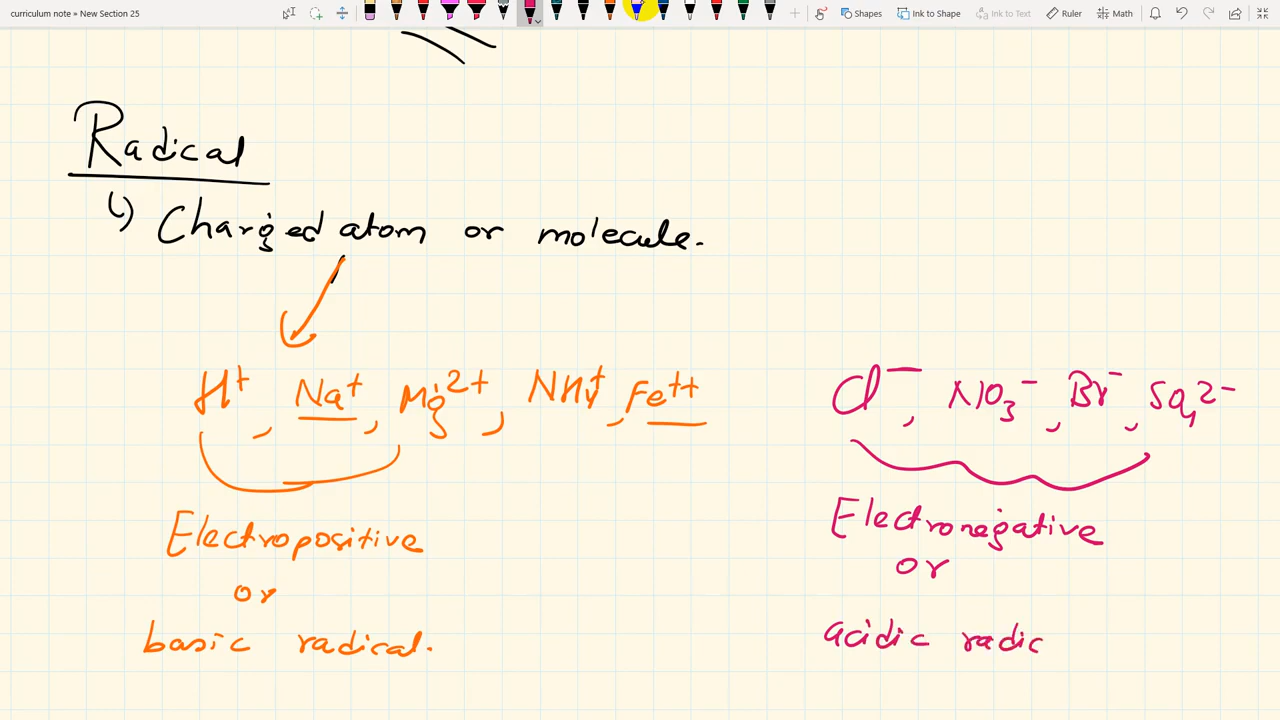 curriculum note » New Section 25
Shapes Ink to Shape Ink to Text Ruler Math
Radical
Charged atom or molecule.
H⁺, Na⁺, Mg²⁺, NH₄⁺, Fe⁺⁺
Electropositive
or
basic radical.
Cl⁻, NO₃⁻, Br⁻, SO₄²⁻
Electronegative
or
acidic radic